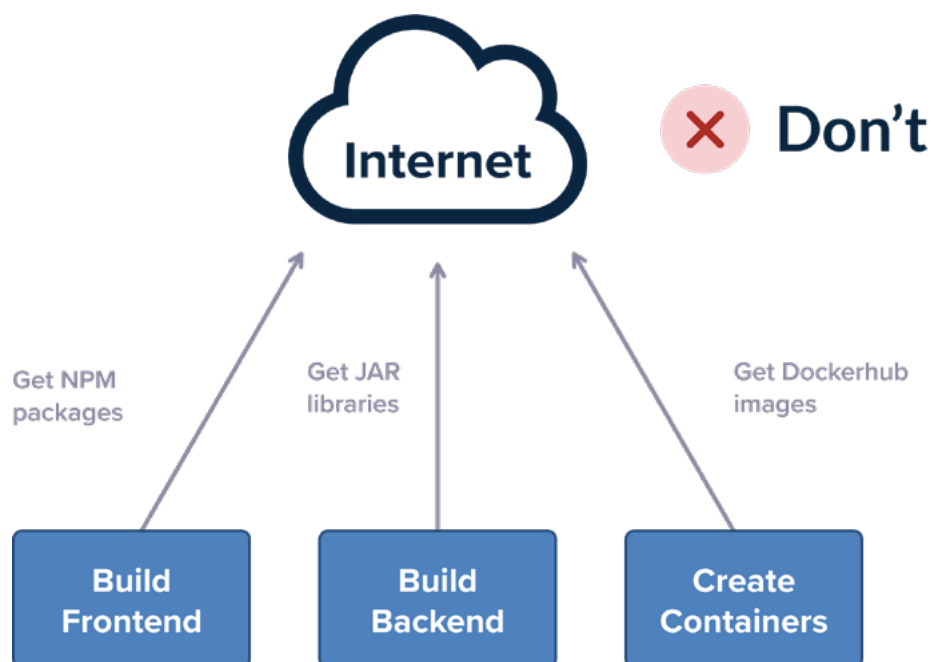 Internet
Don't
Get NPM
packages
Get JAR
libraries
Get Dockerhub
images
Build
Frontend
Build
Backend
Create
Containers